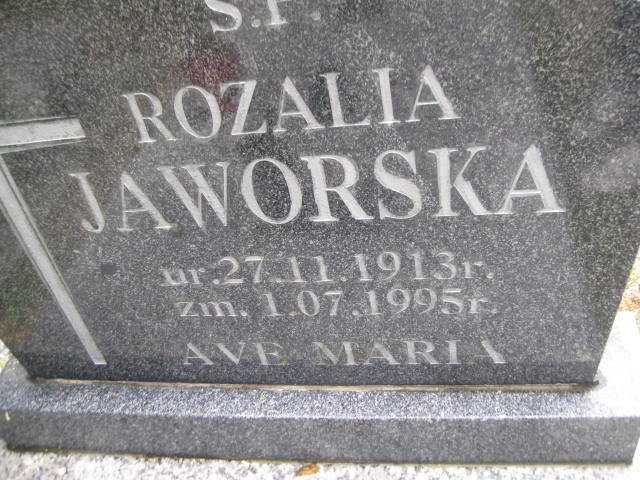 Ś.P.
ROZALIA
JAWORSKA
ur. 27.11.1913r.
zm. 1.07.1995r.
AVE MARIA